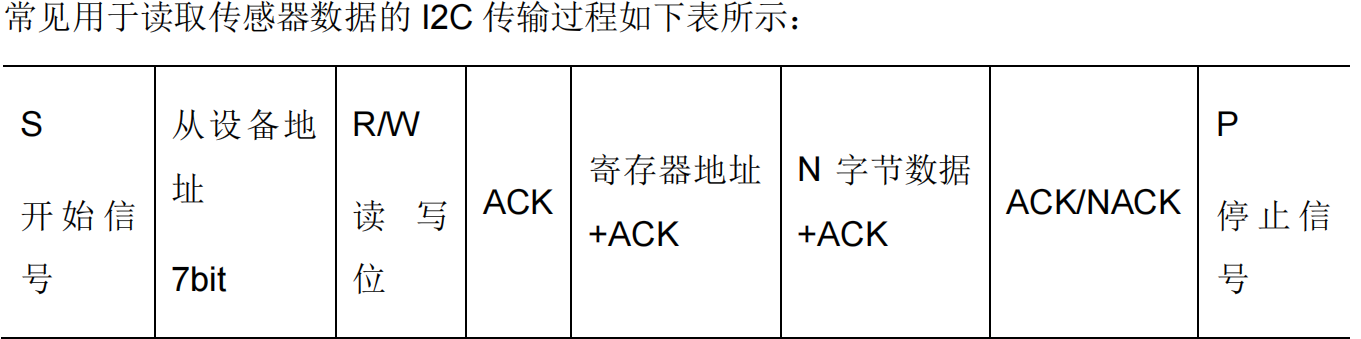 常见用于读取传感器数据的 I2C 传输过程如下表所示：
S
开始信
号
从设备地
址
7bit
R/W
读 写
位
ACK
寄存器地址
+ACK
N 字节数据
+ACK
ACK/NACK
P
停止信
号